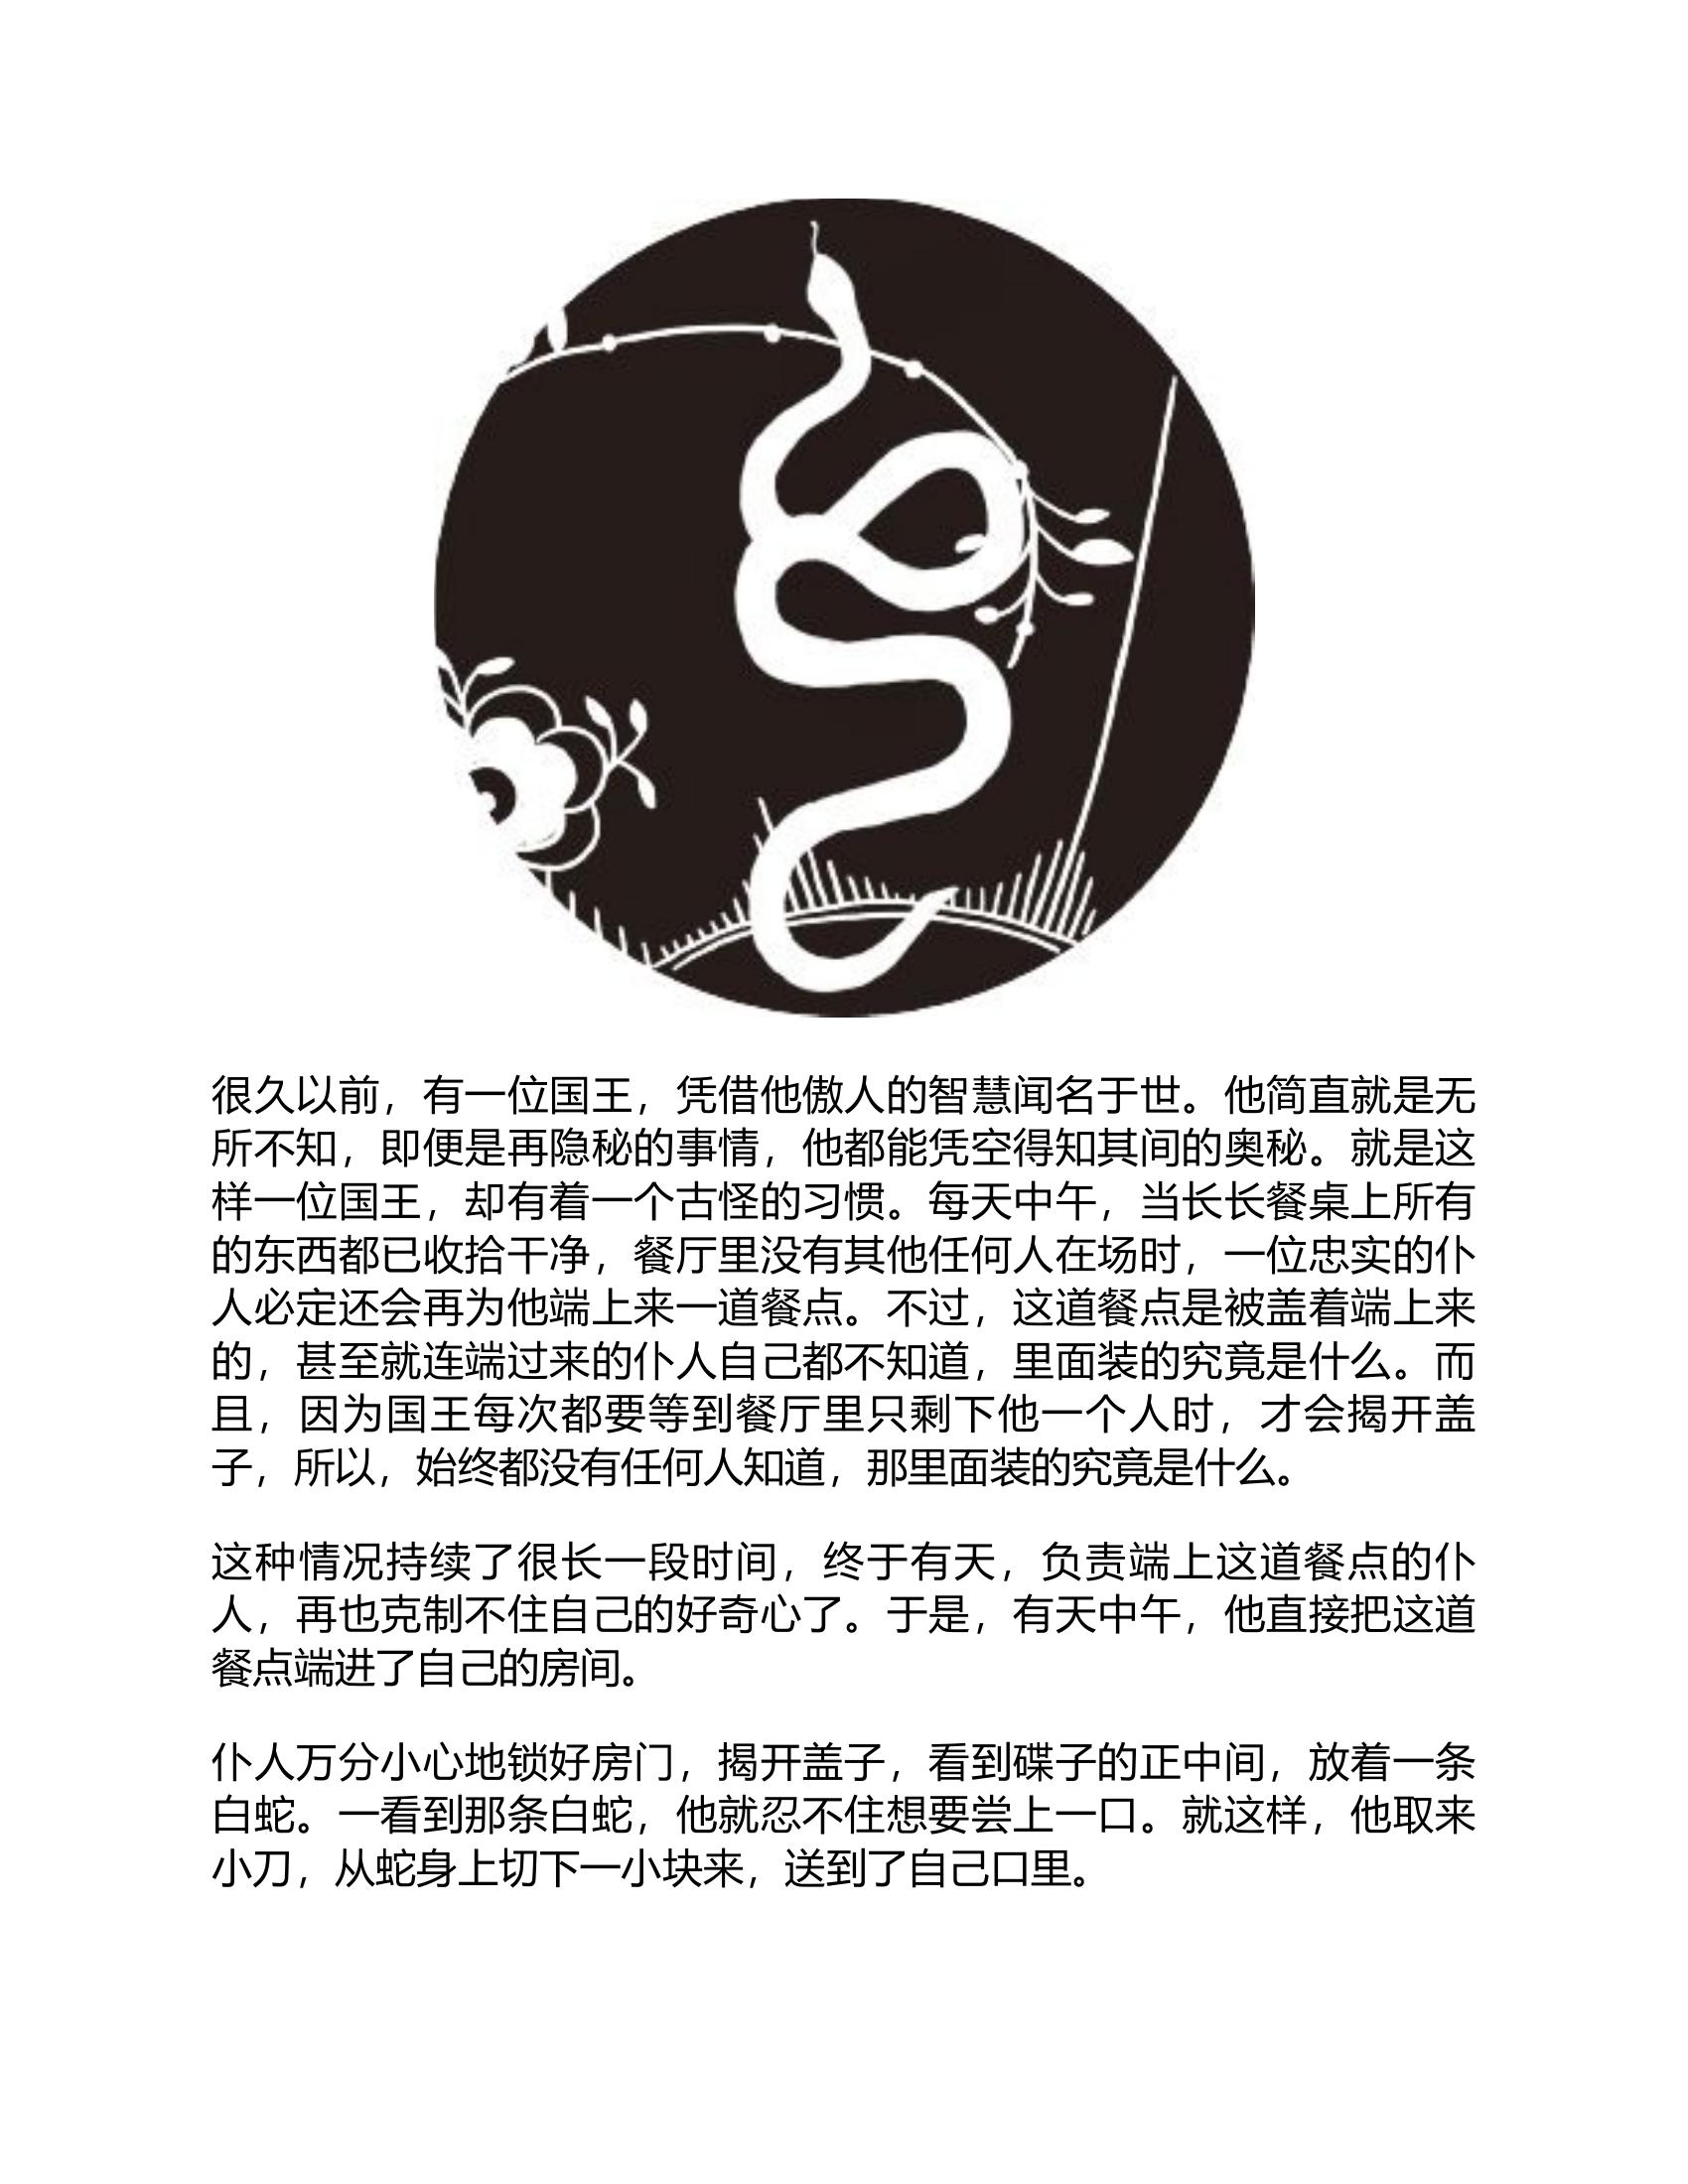 很久以前，有一位国王，凭借他傲人的智慧闻名于世。他简直就是无
所不知，即便是再隐秘的事情，他都能凭空得知其间的奥秘。就是这
样一位国王，却有着一个古怪的习惯。每天中午，当长长餐桌上所有
的东西都已收拾干净，餐厅里没有其他任何人在场时，一位忠实的仆
人必定还会再为他端上来一道餐点。不过，这道餐点是被盖着端上来
的，甚至就连端过来的仆人自己都不知道，里面装的究竟是什么。而
且，因为国王每次都要等到餐厅里只剩下他一个人时，才会揭开盖
子，所以，始终都没有任何人知道，那里面装的究竟是什么。
这种情况持续了很长一段时间，终于有天，负责端上这道餐点的仆
人，再也克制不住自己的好奇心了。于是，有天中午，他直接把这道
餐点端进了自己的房间。
仆人万分小心地锁好房门，揭开盖子，看到碟子的正中间，放着一条
白蛇。一看到那条白蛇，他就忍不住想要尝上一口。就这样，他取来
小刀，从蛇身上切下一小块来，送到了自己口里。